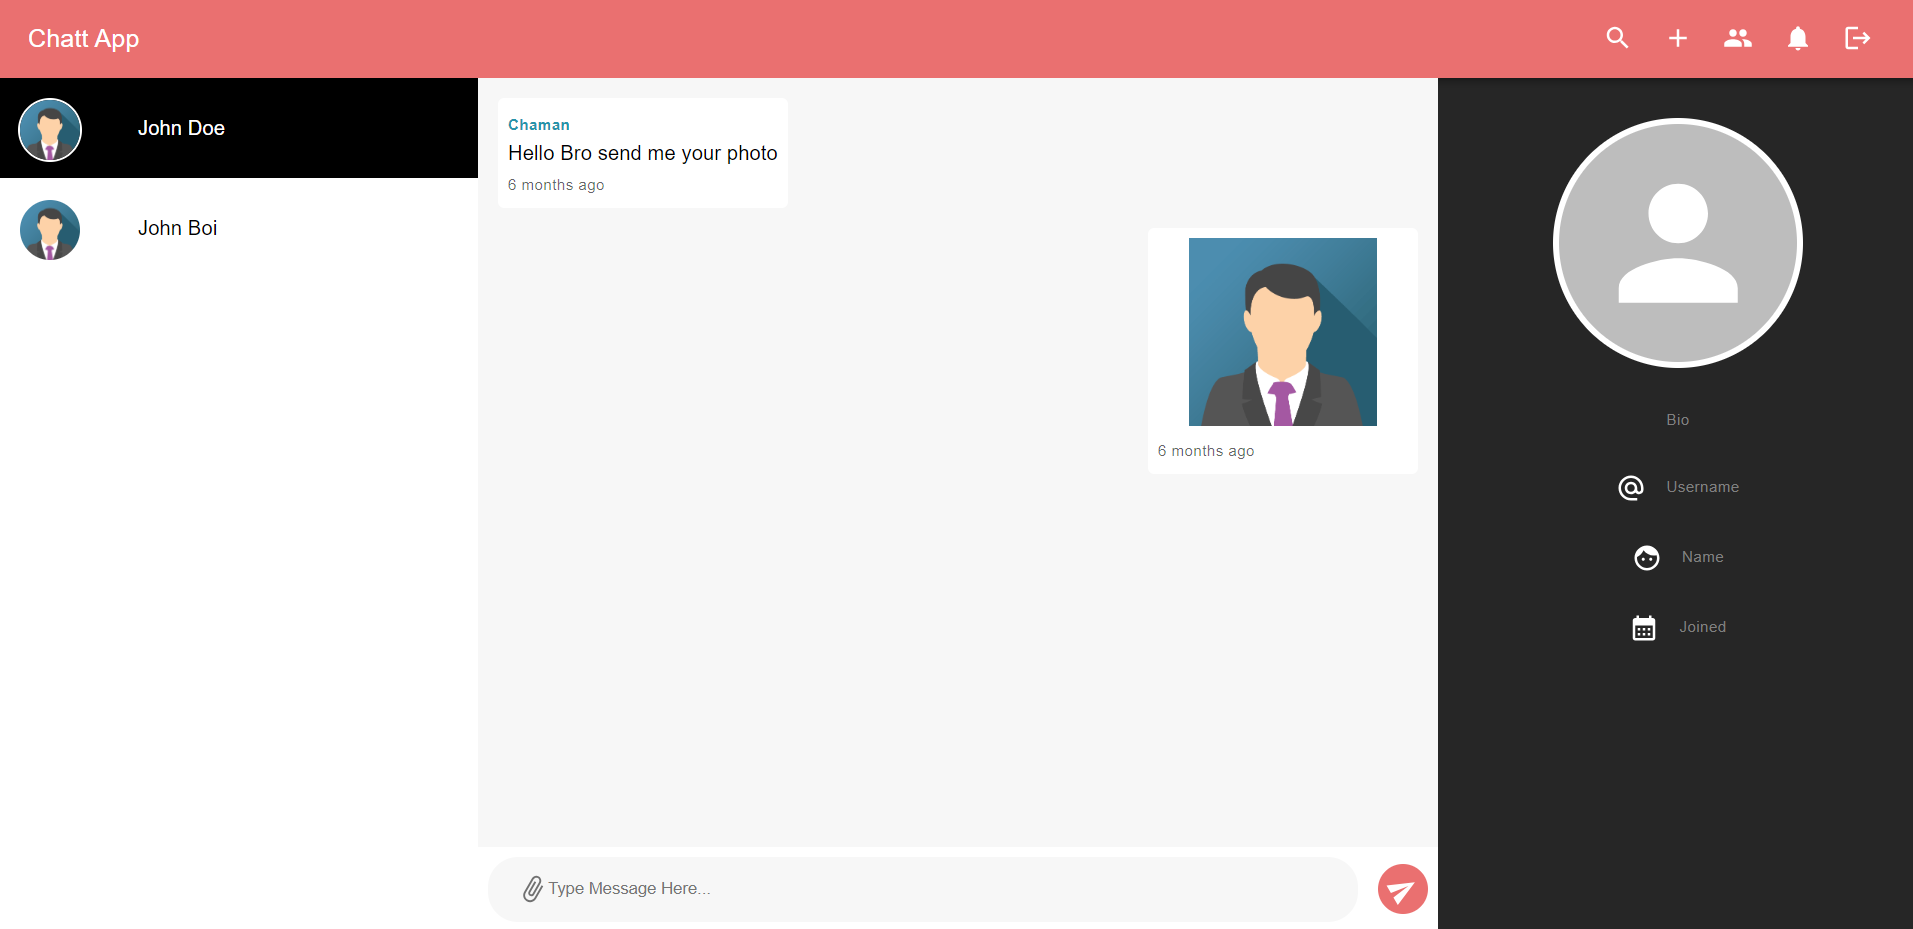 Chatt App
John Doe
John Boi
Chaman
Hello Bro send me your photo
6 months ago
6 months ago
Type Message Here...
Bio
Username
Name
Joined